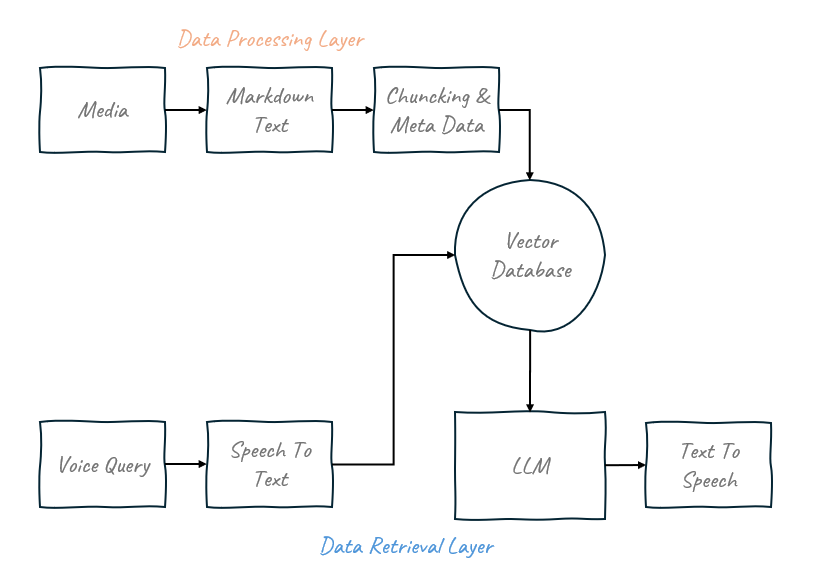 Data Processing Layer
Media
Markdown
Text
Chuncking &
Meta Data
Vector
Database
Voice Query
Speech To
Text
LLM
Text To
Speech
Data Retrieval Layer